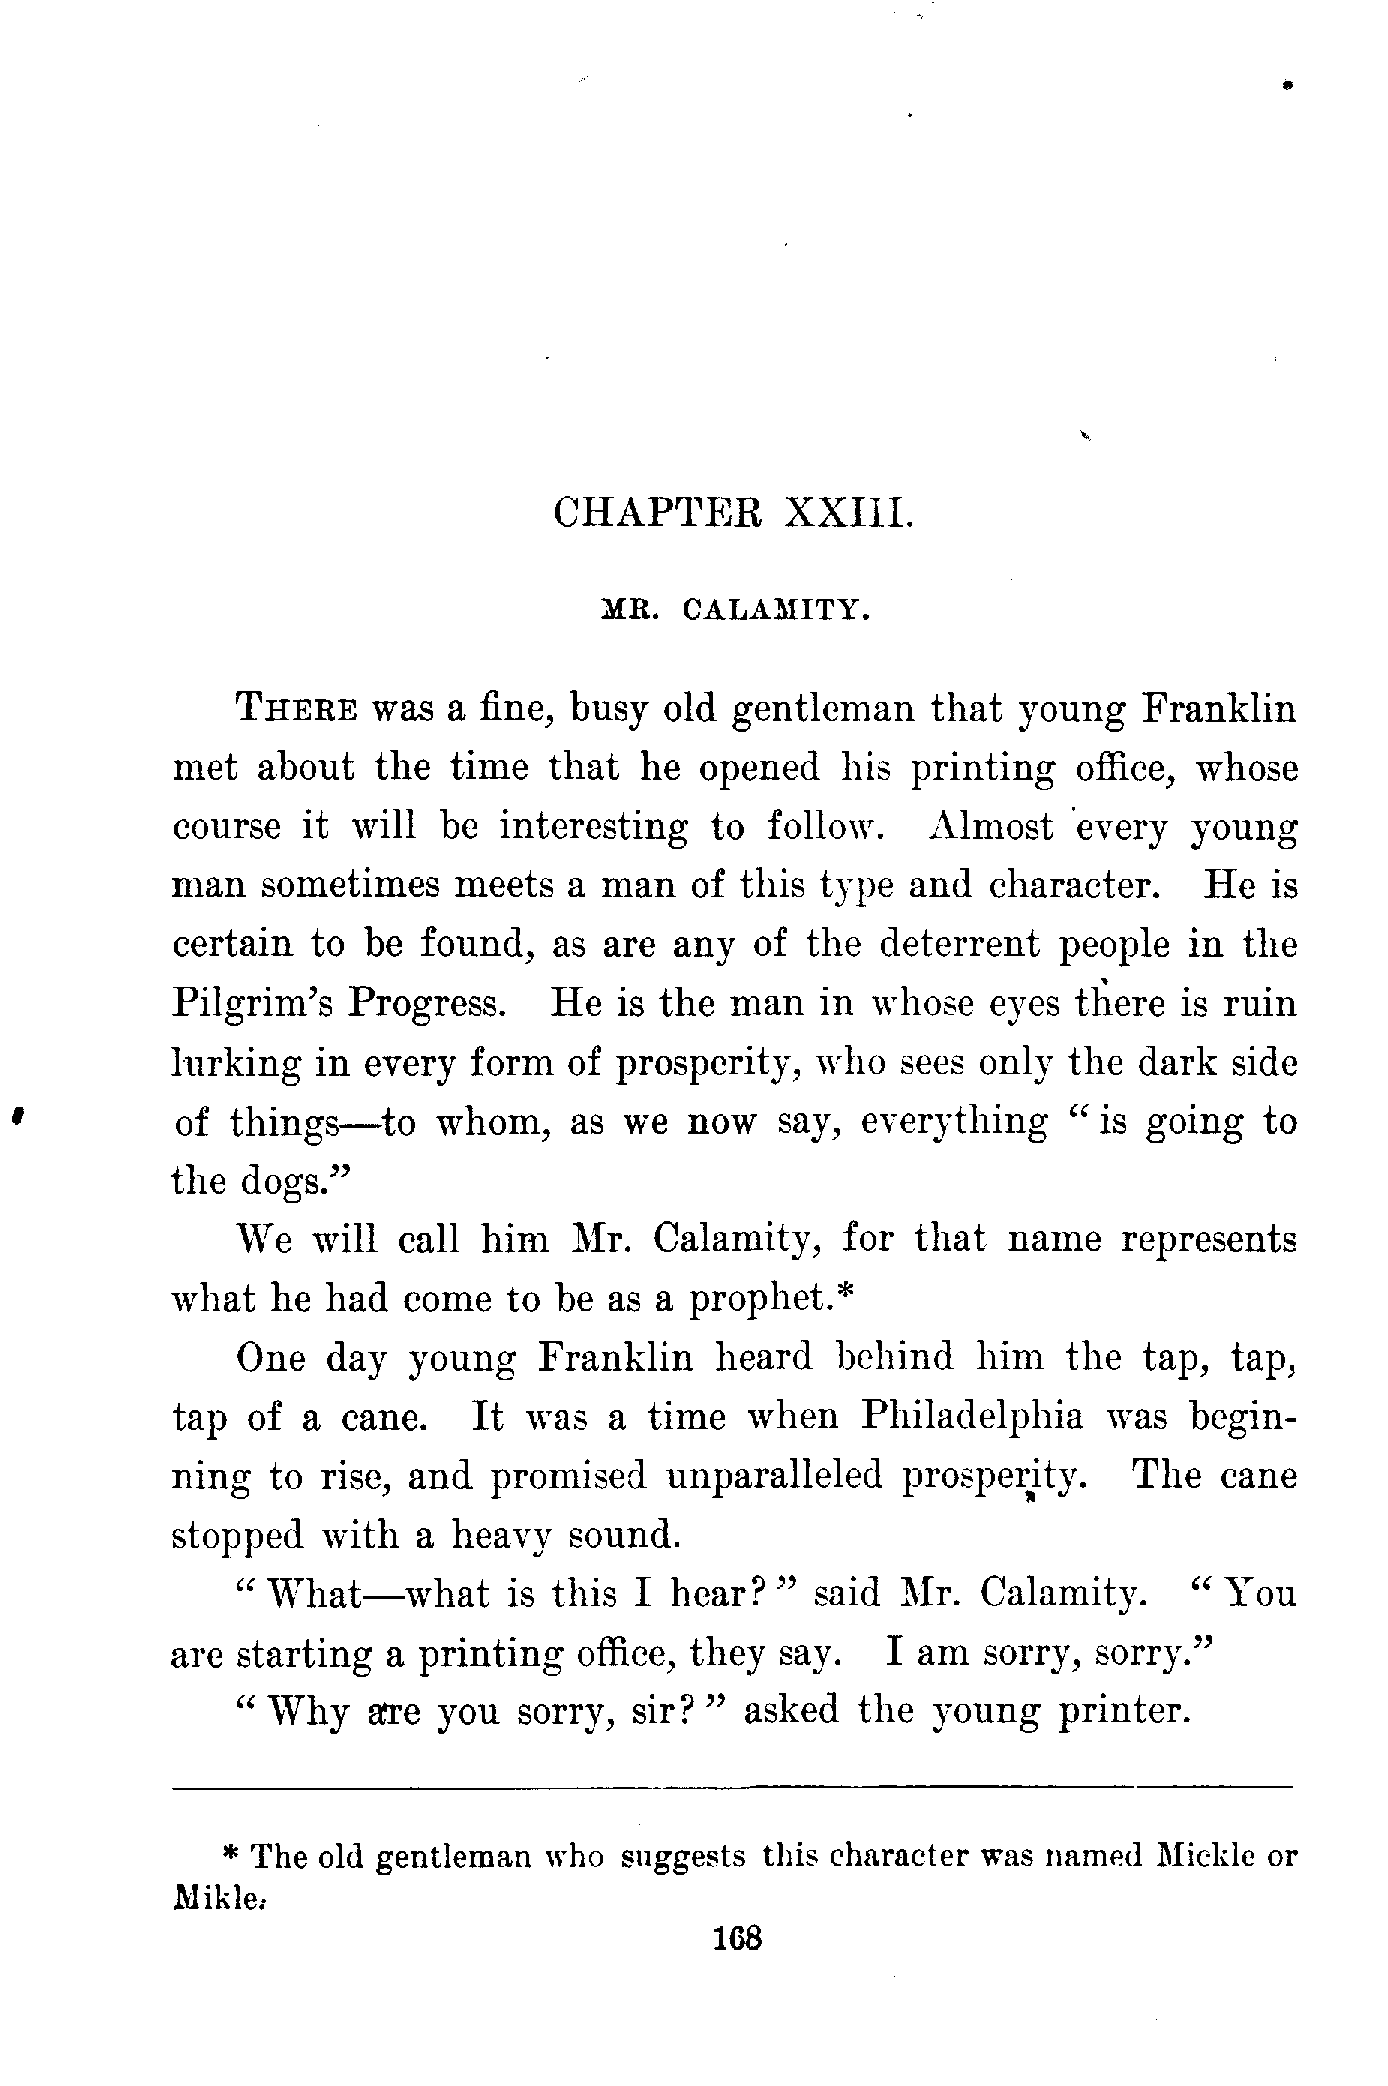 CHAPTER XXIII.
MR. CALAMITY.
THERE was a fine, busy old gentleman that young Franklin
met about the time that he opened his printing office, whose
course it will be interesting to follow. Almost every young
man sometimes meets a man of this type and character. He is
certain to be found, as are any of the deterrent people in the
Pilgrim's Progress. He is the man in whose eyes there is ruin
lurking in every form of prosperity, who sees only the dark side
of things—to whom, as we now say, everything “ is going to
the dogs.”
We will call him Mr. Calamity, for that name represents
what he had come to be as a prophet.*
One day young Franklin heard behind him the tap, tap,
tap of a cane. It was a time when Philadelphia was begin-
ning to rise, and promised unparalleled prosperity. The cane
stopped with a heavy sound.
“ What—what is this I hear? ” said Mr. Calamity. “ You
are starting a printing office, they say. I am sorry, sorry.”
“ Why are you sorry, sir? ” asked the young printer.
* The old gentleman who suggests this character was named Mickle or
Mikle.
168